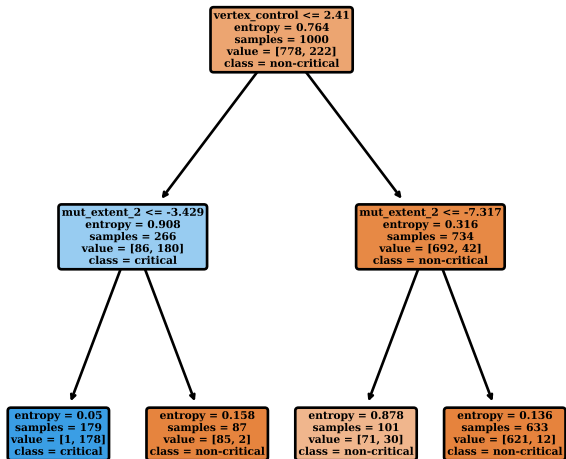 vertex_control <= 2.41
entropy = 0.764
samples = 1000
value = [778, 222]
class = non-critical
mut_extent_2 <= -3.429
entropy = 0.908
samples = 266
value = [86, 180]
class = critical
mut_extent_2 <= -7.317
entropy = 0.316
samples = 734
value = [692, 42]
class = non-critical
entropy = 0.05
samples = 179
value = [1, 178]
class = critical
entropy = 0.158
samples = 87
value = [85, 2]
class = non-critical
entropy = 0.878
samples = 101
value = [71, 30]
class = non-critical
entropy = 0.136
samples = 633
value = [621, 12]
class = non-critical